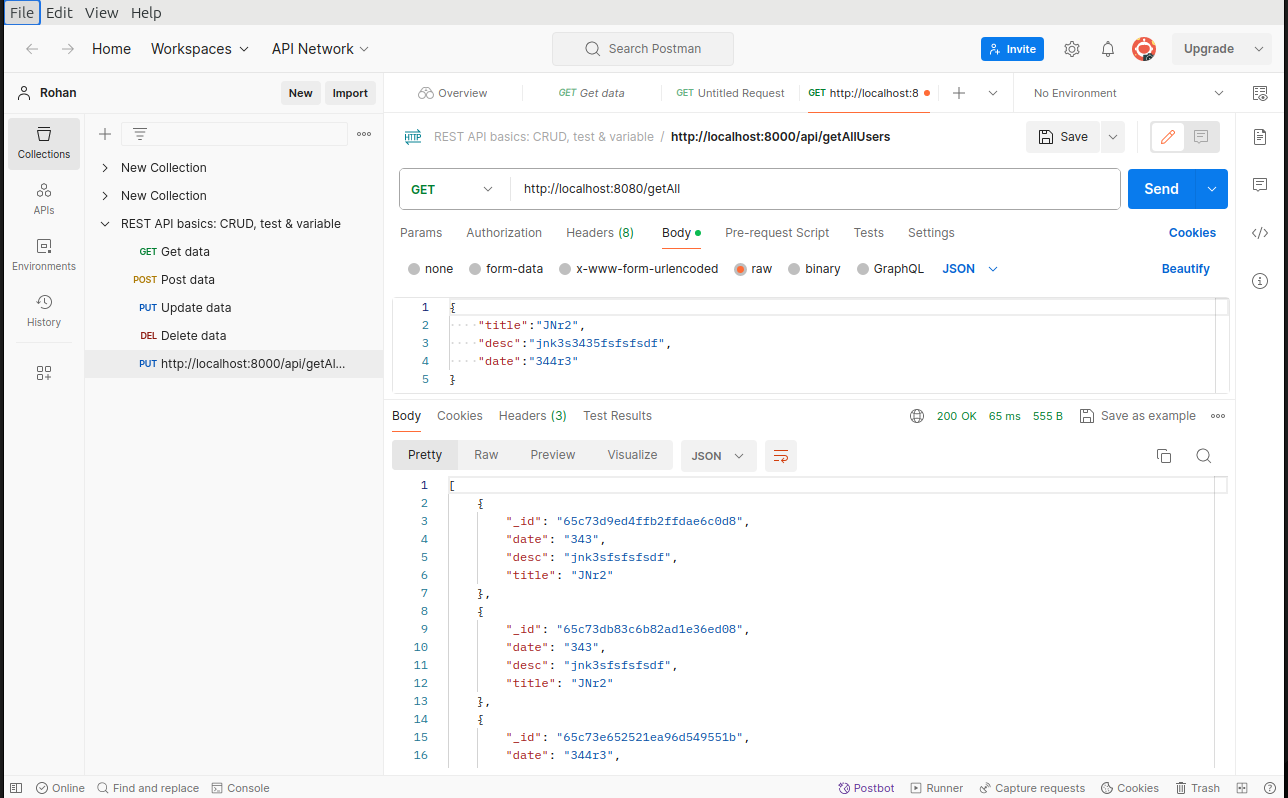 File Edit View Help
Home Workspaces API Network Search Postman Invite Upgrade
Rohan New Import Overview GET Get data GET Untitled Request GET http://localhost:8 No Environment
Collections
APIs
Environments
History
New Collection
New Collection
REST API basics: CRUD, test & variable
GET Get data
POST Post data
PUT Update data
DEL Delete data
PUT http://localhost:8000/api/getAl...
HTTP REST API basics: CRUD, test & variable / http://localhost:8000/api/getAllUsers Save
GET http://localhost:8080/getAll Send
Params Authorization Headers (8) Body Pre-request Script Tests Settings Cookies
none form-data x-www-form-urlencoded raw binary GraphQL JSON Beautify
1 {
2 ····"title":"JNr2",
3 ····"desc":"jnk3s3435fsfsfsdf",
4 ····"date":"344r3"
5 }
Body Cookies Headers (3) Test Results 200 OK 65 ms 555 B Save as example
Pretty Raw Preview Visualize JSON
1 [
2 {
3 "_id": "65c73d9ed4ffb2ffdae6c0d8",
4 "date": "343",
5 "desc": "jnk3sfsfsfsdf",
6 "title": "JNr2"
7 },
8 {
9 "_id": "65c73db83c6b82ad1e36ed08",
10 "date": "343",
11 "desc": "jnk3sfsfsfsdf",
12 "title": "JNr2"
13 },
14 {
15 "_id": "65c73e652521ea96d549551b",
16 "date": "344r3",
Online Find and replace Console Postbot Runner Capture requests Cookies Trash